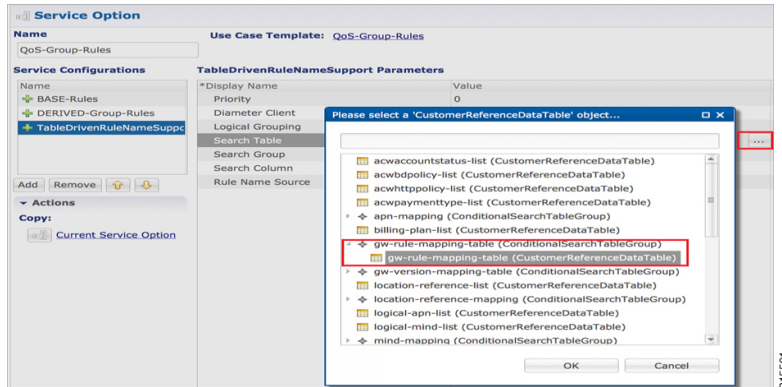 Service Option
Name
QoS-Group-Rules
Use Case Template: QoS-Group-Rules
Service Configurations
Name
BASE-Rules
DERIVED-Group-Rules
TableDrivenRuleNameSuppc
Add Remove
Actions
Copy:
Current Service Option
TableDrivenRuleNameSupport Parameters
*Display Name Value
Priority 0
Diameter Client
Logical Grouping
Search Table ...
Search Group
Search Column
Rule Name Source
Please select a 'CustomerReferenceDataTable' object...
acwaccountstatus-list (CustomerReferenceDataTable)
acwbdpolicy-list (CustomerReferenceDataTable)
acwhttppolicy-list (CustomerReferenceDataTable)
acwpaymenttype-list (CustomerReferenceDataTable)
apn-mapping (ConditionalSearchTableGroup)
billing-plan-list (CustomerReferenceDataTable)
gw-rule-mapping-table (ConditionalSearchTableGroup)
gw-rule-mapping-table (CustomerReferenceDataTable)
gw-version-mapping-table (ConditionalSearchTableGroup)
location-reference-list (CustomerReferenceDataTable)
location-reference-mapping (ConditionalSearchTableGroup)
logical-apn-list (CustomerReferenceDataTable)
logical-mind-list (CustomerReferenceDataTable)
mind-mapping (ConditionalSearchTableGroup)
OK Cancel